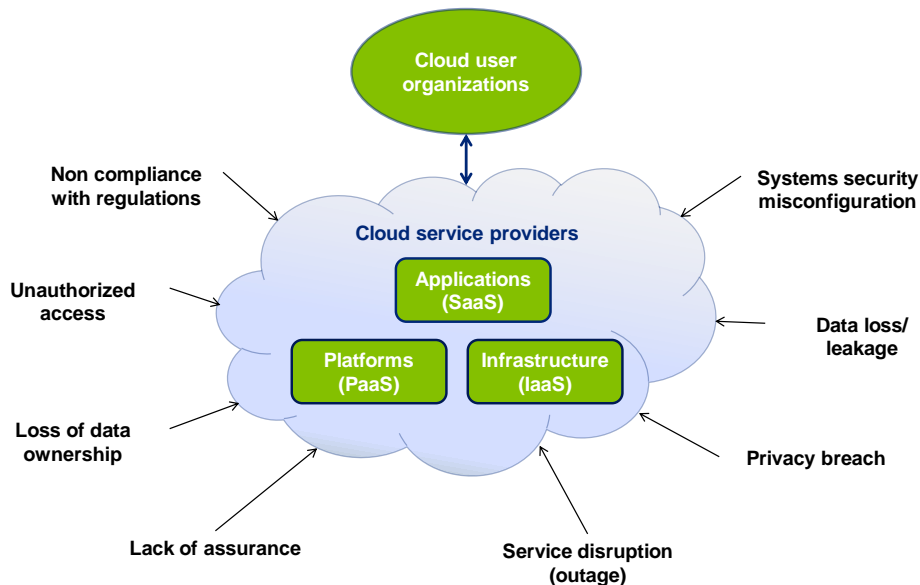 Cloud user
organizations
Non compliance
with regulations
Systems security
misconfiguration
Cloud service providers
Applications
(SaaS)
Unauthorized
access
Data loss/
leakage
Platforms
(PaaS)
Infrastructure
(IaaS)
Loss of data
ownership
Privacy breach
Lack of assurance
Service disruption
(outage)